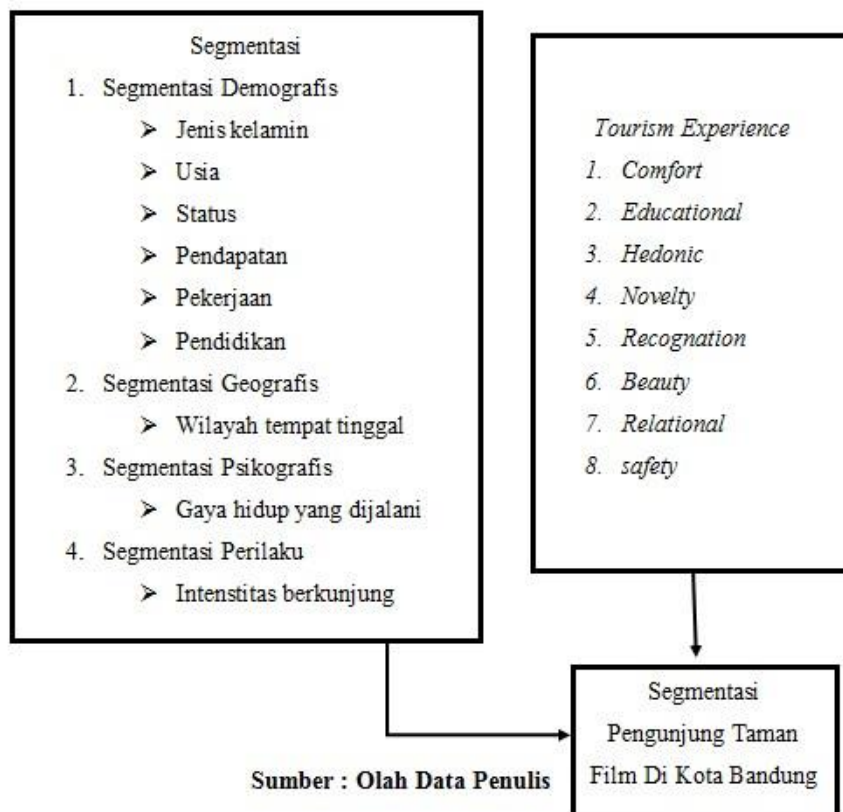 Segmentasi
1. Segmentasi Demografis
➢ Jenis kelamin
➢ Usia
➢ Status
➢ Pendapatan
➢ Pekerjaan
➢ Pendidikan
2. Segmentasi Geografis
➢ Wilayah tempat tinggal
3. Segmentasi Psikografis
➢ Gaya hidup yang dijalani
4. Segmentasi Perilaku
➢ Intenstitas berkunjung
Tourism Experience
1. Comfort
2. Educational
3. Hedonic
4. Novelty
5. Recognation
6. Beauty
7. Relational
8. safety
Segmentasi
Pengunjung Taman
Film Di Kota Bandung
Sumber : Olah Data Penulis